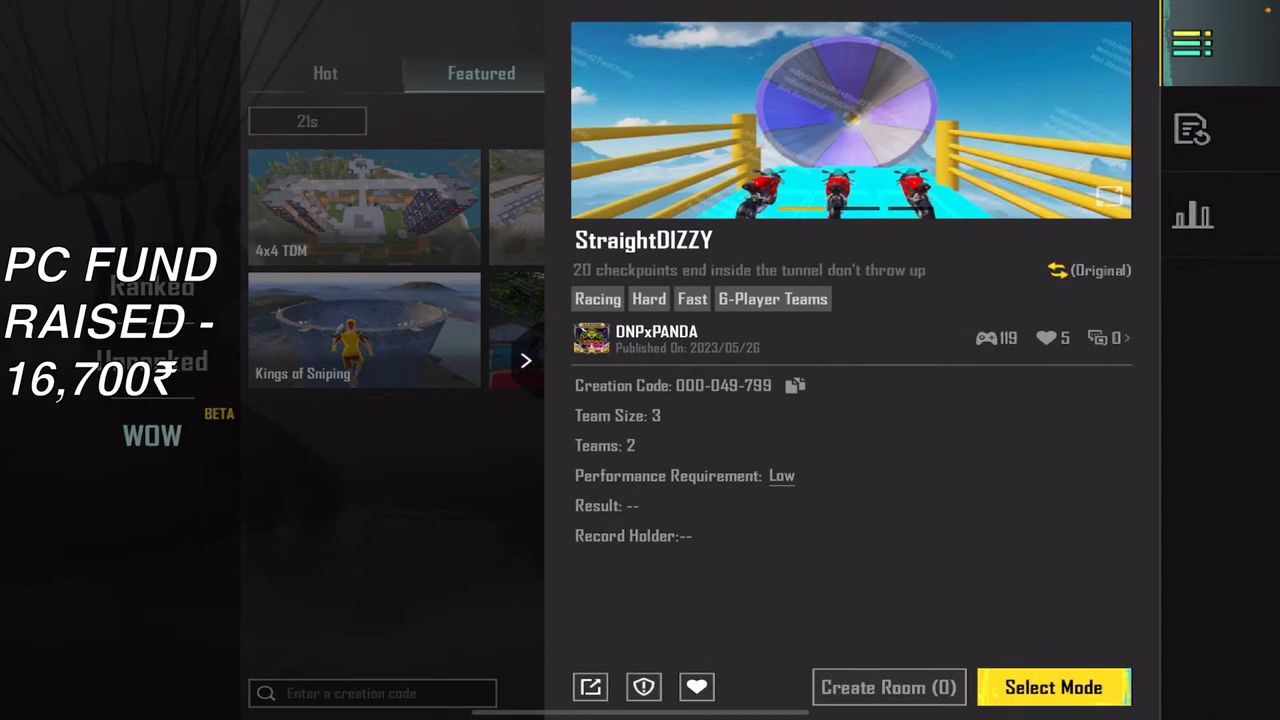 PC FUND
RAISED -
16,700₹
Ranked
Unranked
BETA
WOW
Hot
Featured
21s
4x4 TDM
Kings of Sniping
Enter a creation code
StraightDIZZY
20 checkpoints end inside the tunnel don't throw up
(Original)
Racing
Hard
Fast
6-Player Teams
DNPxPANDA
Published On: 2023/05/26
119
5
0 >
Creation Code: 000-049-799
Team Size: 3
Teams: 2
Performance Requirement: Low
Result: --
Record Holder:--
Create Room (0)
Select Mode